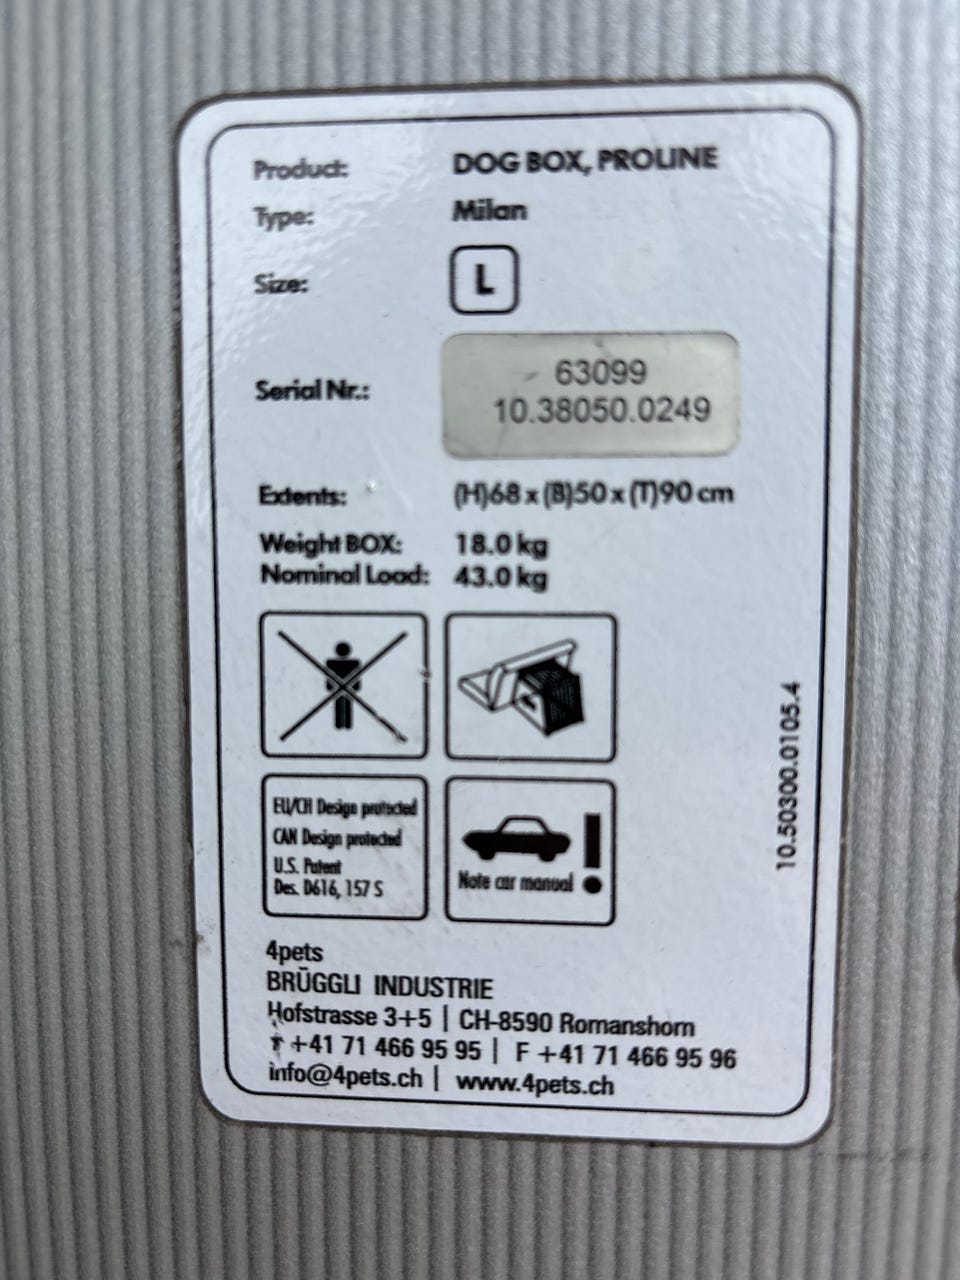 Product: DOG BOX, PROLINE
Type: Milan
Size: L
Serial Nr.: 63099
10.38050.0249
Extents: (H)68 x (B)50 x (T)90 cm
Weight BOX: 18.0 kg
Nominal Load: 43.0 kg
EU/CH Design protected
CAN Design protected
U.S. Patent
Des. D616, 157 S
Note car manual
10.50300.0105.4
4pets
BRÜGGLI INDUSTRIE
Hofstrasse 3+5 | CH-8590 Romanshorn
T +41 71 466 95 95 | F +41 71 466 95 96
info@4pets.ch | www.4pets.ch